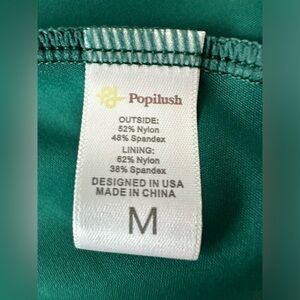 Popilush
OUTSIDE:
52% Nylon
48% Spandex
LINING:
62% Nylon
38% Spandex
DESIGNED IN USA
MADE IN CHINA
M